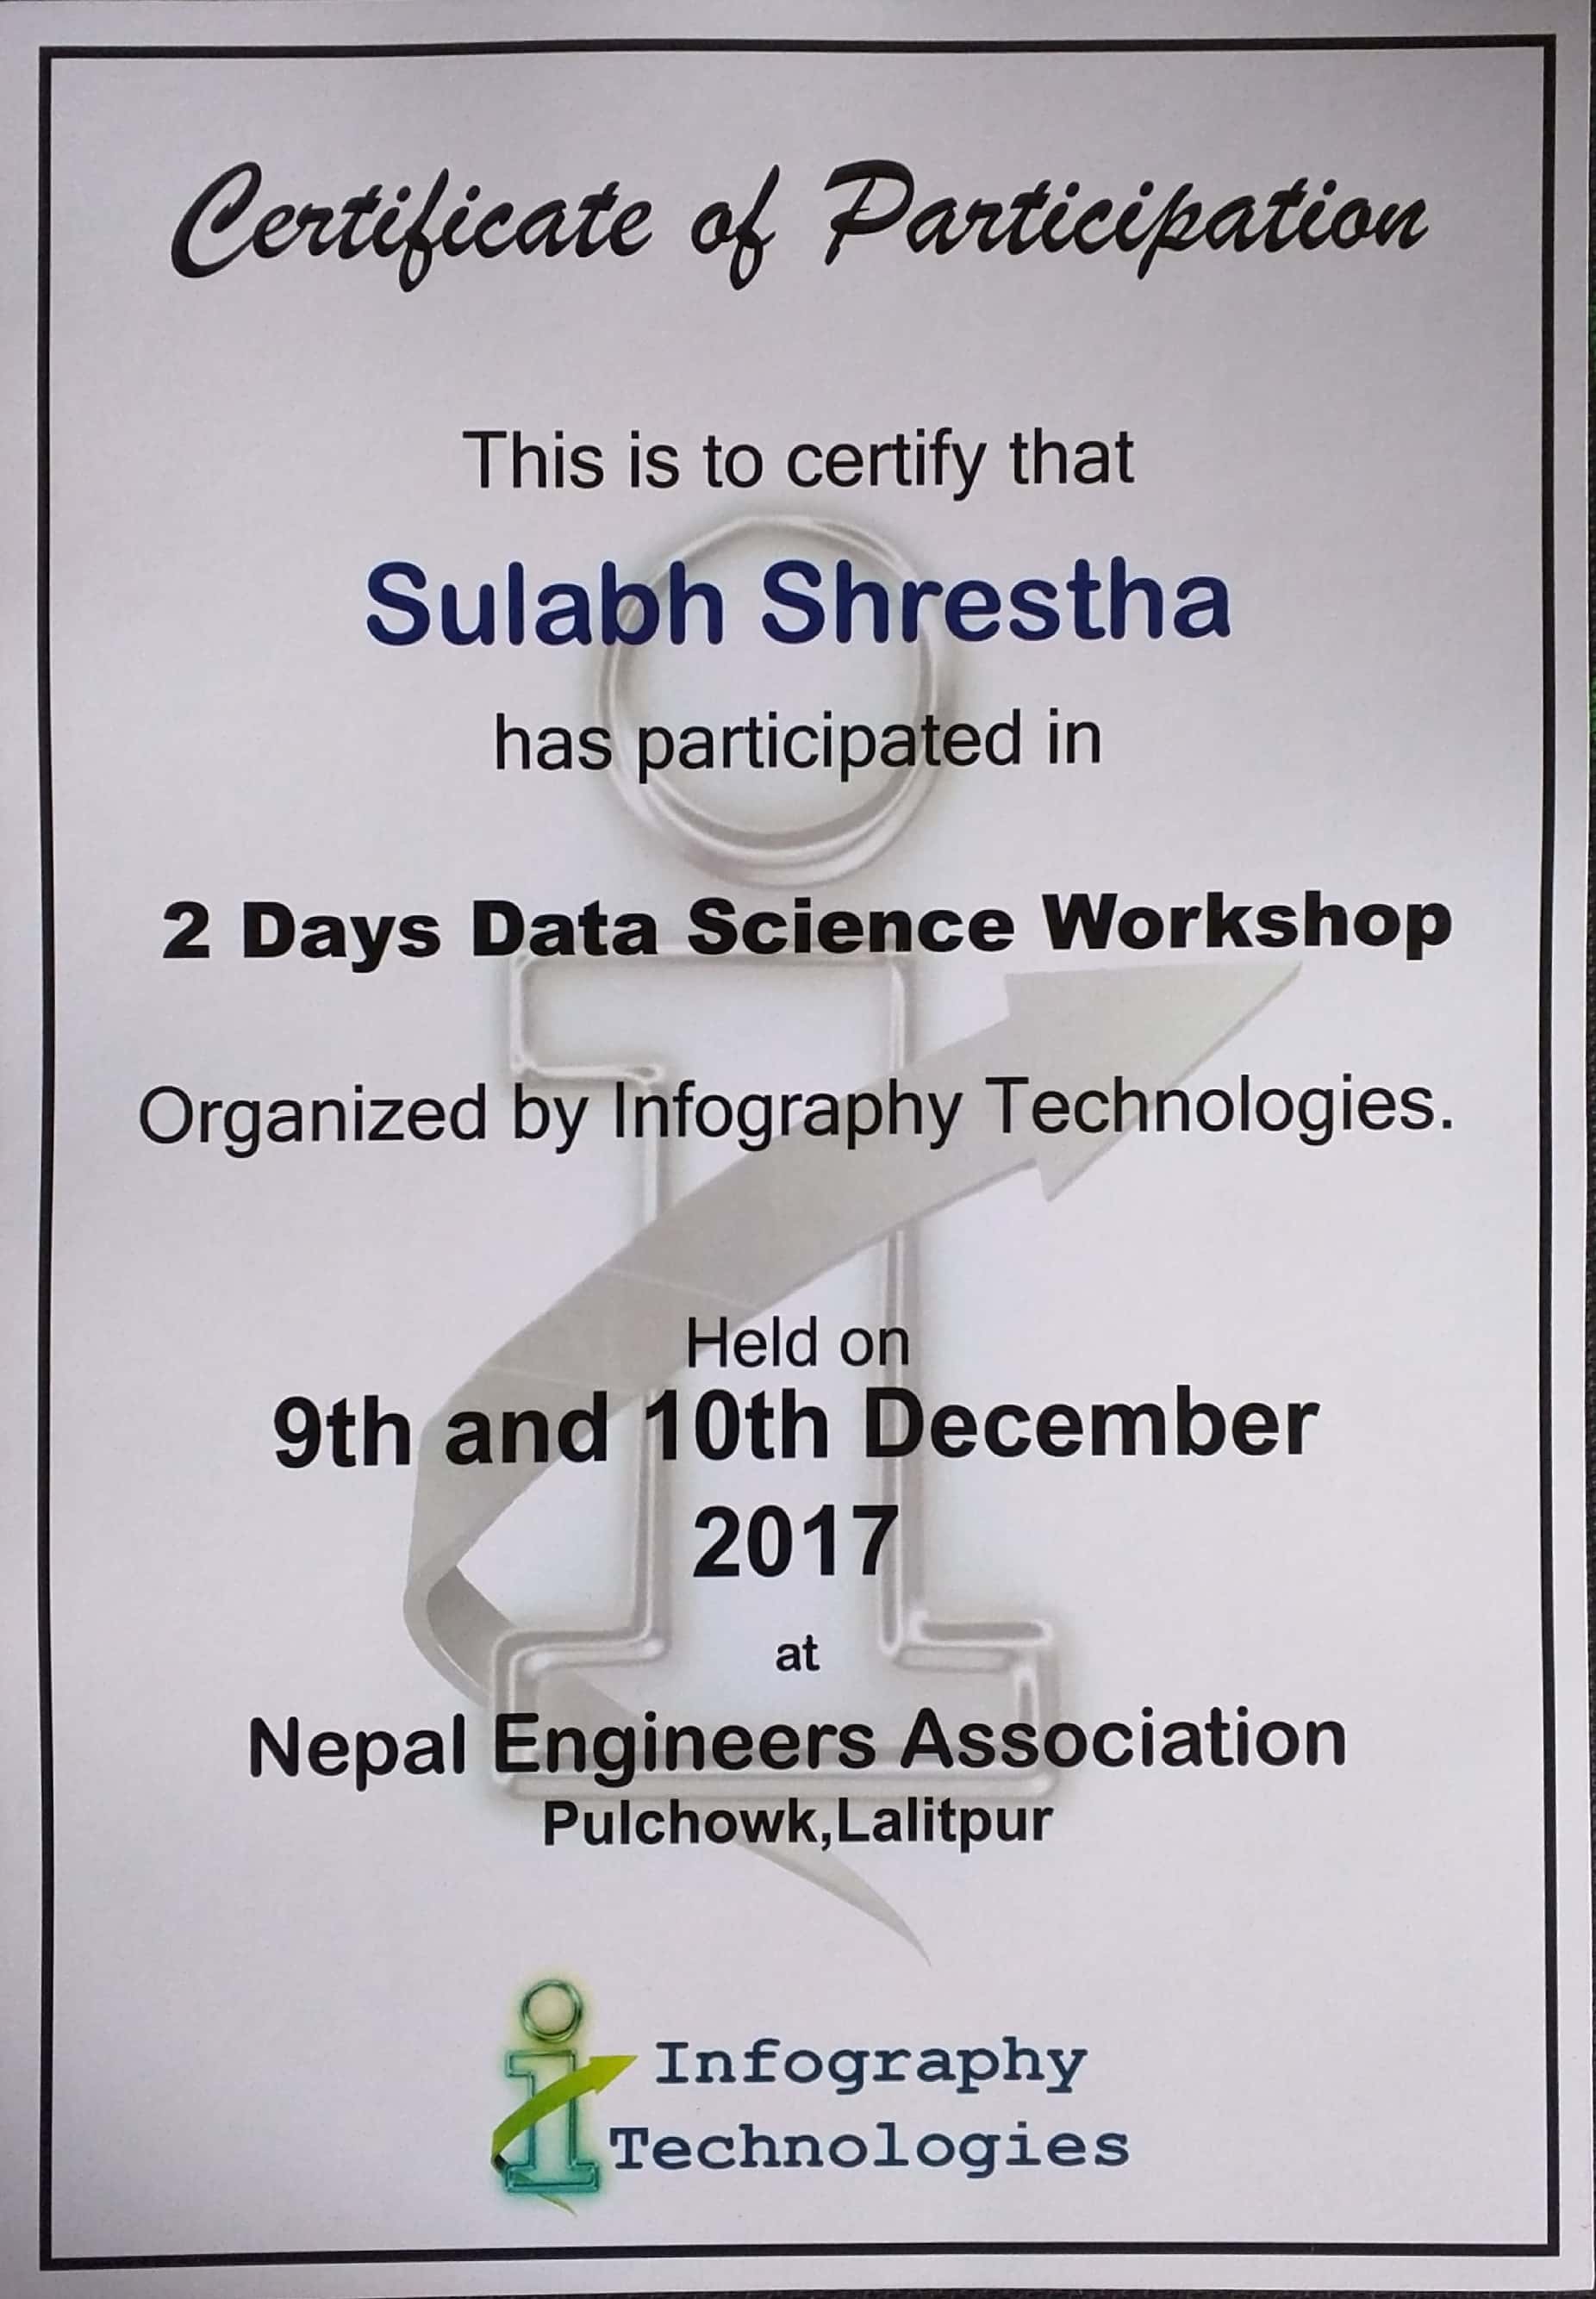 Certificate of Participation
This is to certify that
Sulabh Shrestha
has participated in
2 Days Data Science Workshop
Organized by Infography Technologies.
Held on
9th and 10th December
2017
at
Nepal Engineers Association
Pulchowk,Lalitpur
Infography
Technologies